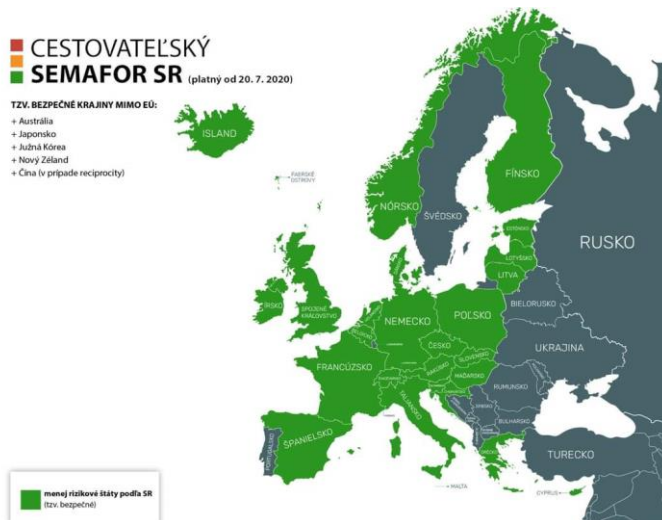 CESTOVATEĽSKÝ
SEMAFOR SR (platný od 20. 7. 2020)
TZV. BEZPEČNÉ KRAJINY MIMO EÚ:
+ Austrália
+ Japonsko
+ Južná Kórea
+ Nový Zéland
+ Čína (v prípade reciprocity)
ISLAND
FAERSKÉ
OSTROVY
NÓRSKO
ŠVÉDSKO
FÍNSKO
RUSKO
ESTÓNSKO
LOTYŠSKO
LITVA
BIELORUSKO
ÍRSKO
SPOJENÉ
KRÁĽOVSTVO
NEMECKO
POĽSKO
UKRAJINA
ČESKO
SLOVENSKO
FRANCÚZSKO
RAKÚSKO
MAĎARSKO
RUMUNSKO
TALIANSKO
SRBSKO
BULHARSKO
PORTUGALSKO
ŠPANIELSKO
GRÉCKO
TURECKO
MALTA
CYPRUS
menej rizikové štáty podľa SR
(tzv. bezpečné)